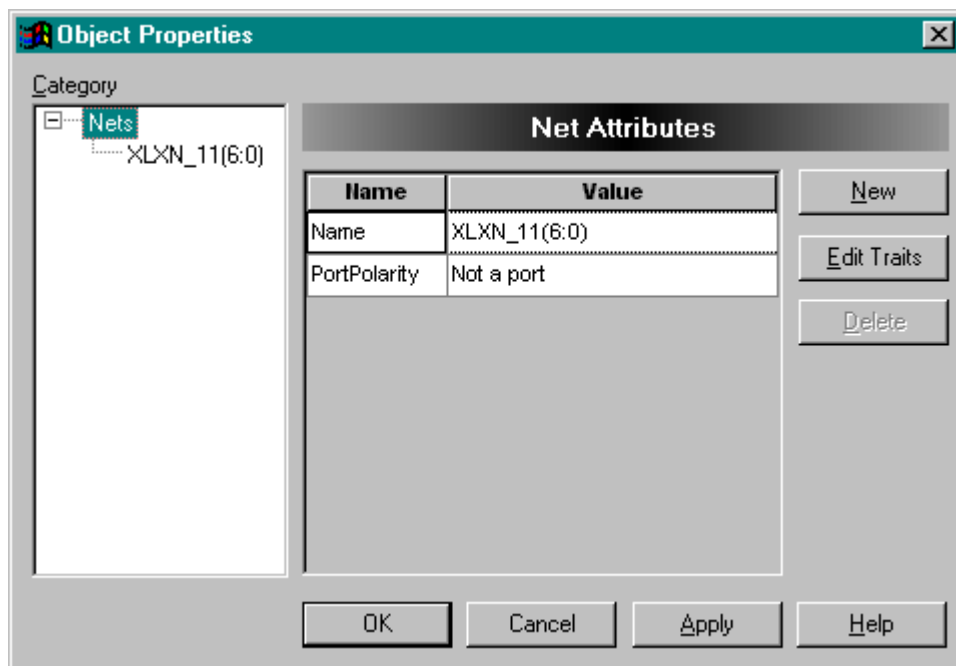 Object Properties
Category
Nets
XLXN_11(6:0)
Net Attributes
Name Value
Name XLXN_11(6:0)
PortPolarity Not a port
New
Edit Traits
Delete
OK Cancel Apply Help